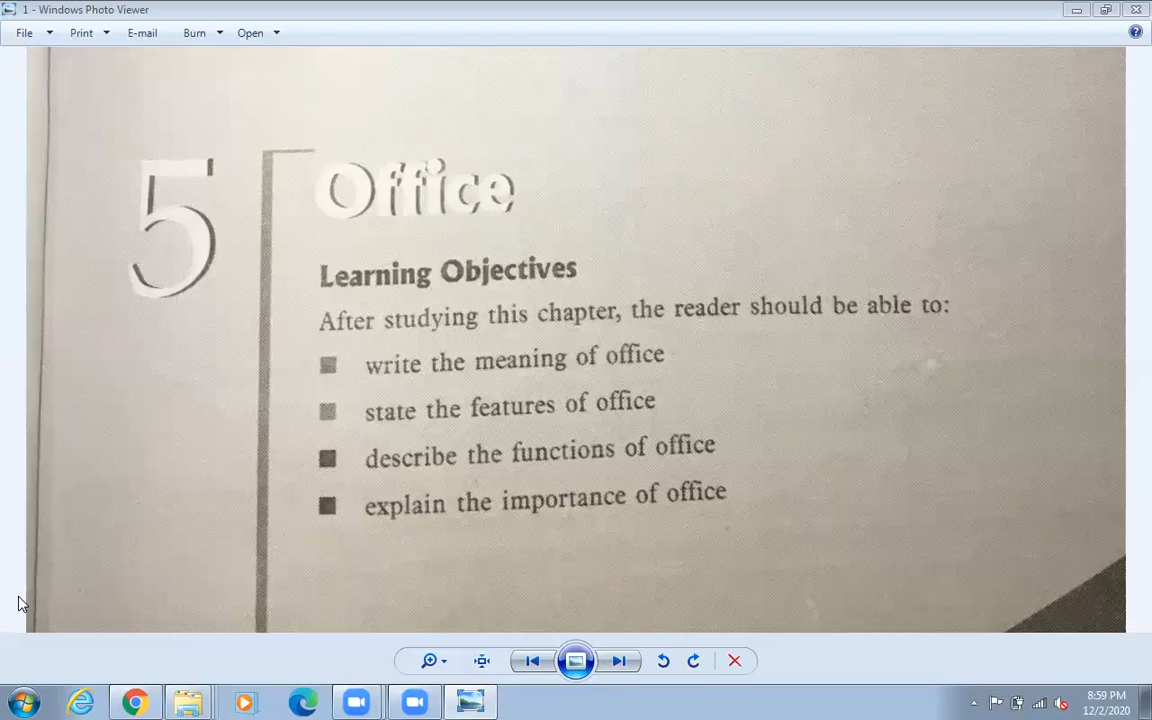 1 - Windows Photo Viewer
File Print E-mail Burn Open
5 Office
Learning Objectives
After studying this chapter, the reader should be able to:
■ write the meaning of office
■ state the features of office
■ describe the functions of office
■ explain the importance of office
8:59 PM
12/2/2020